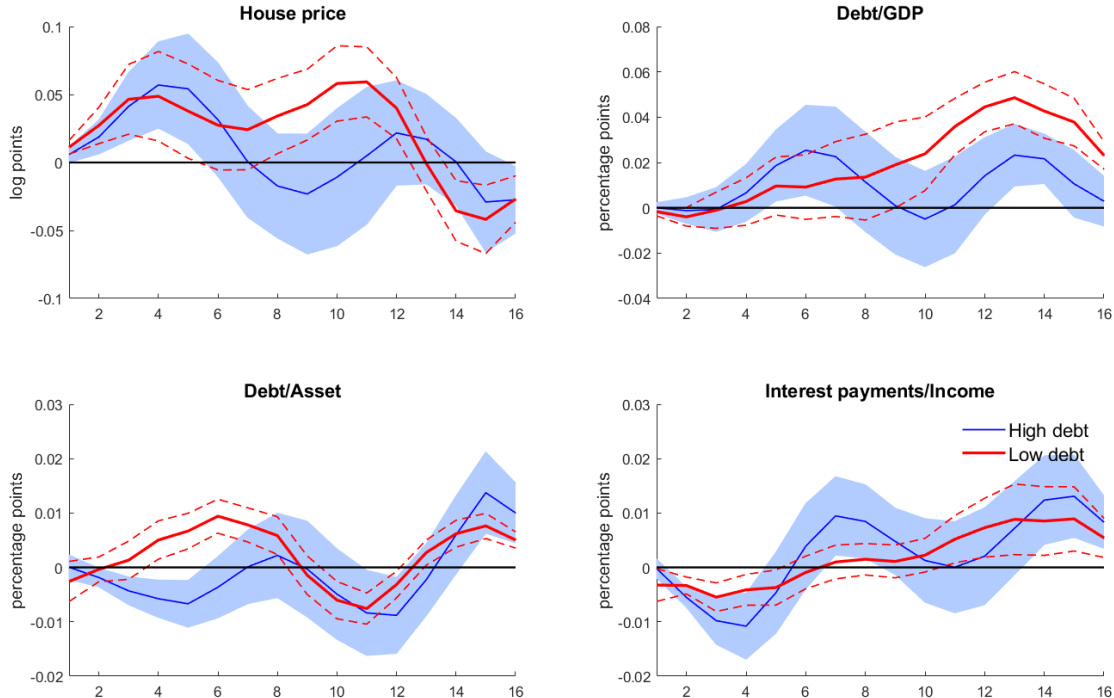 House price
0.1
0.05
0
-0.05
-0.1
log points
2 4 6 8 10 12 14 16
Debt/GDP
0.08
0.06
0.04
0.02
0
-0.02
-0.04
percentage points
2 4 6 8 10 12 14 16
Debt/Asset
0.03
0.02
0.01
0
-0.01
-0.02
percentage points
2 4 6 8 10 12 14 16
Interest payments/Income
0.03
0.02
0.01
0
-0.01
-0.02
percentage points
High debt
Low debt
2 4 6 8 10 12 14 16